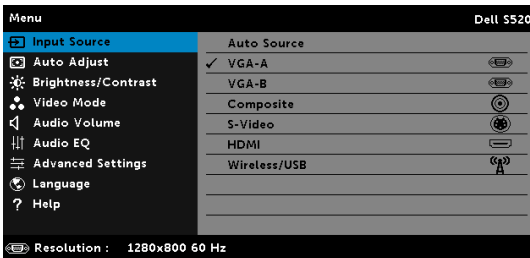 Menu Dell S520
Input Source
Auto Adjust
Brightness/Contrast
Video Mode
Audio Volume
Audio EQ
Advanced Settings
Language
? Help
Auto Source
✓ VGA-A
VGA-B
Composite
S-Video
HDMI
Wireless/USB
Resolution : 1280x800 60 Hz